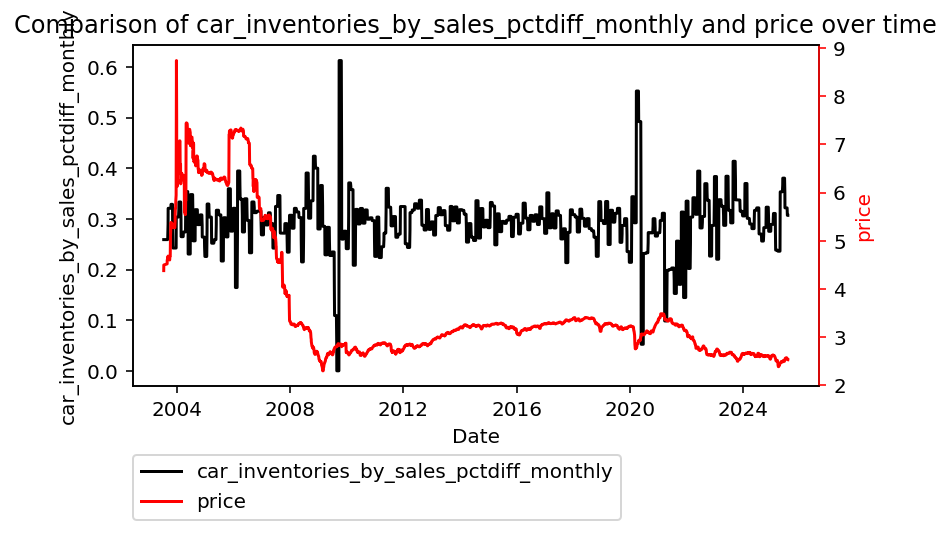 Comparison of car_inventories_by_sales_pctdiff_monthly and price over time
car_inventories_by_sales_pctdiff_monthly
0.6
0.5
0.4
0.3
0.2
0.1
0.0
9
8
7
6
5
4
3
2
price
2004 2008 2012 2016 2020 2024
Date
car_inventories_by_sales_pctdiff_monthly
price